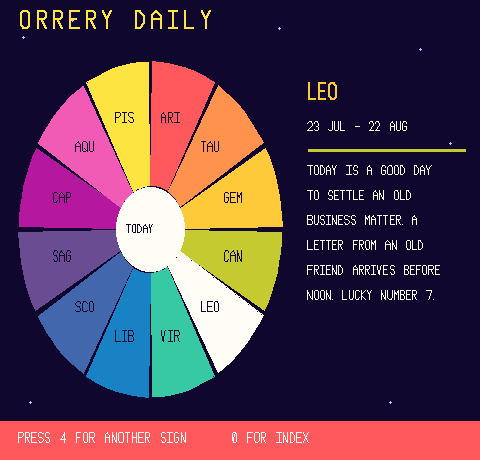 ORRERY DAILY
PIS
ARI
AQU
TAU
CAP
GEM
TODAY
SAG
CAN
SCO
LEO
LIB
VIR
LEO
23 JUL - 22 AUG
TODAY IS A GOOD DAY
TO SETTLE AN OLD
BUSINESS MATTER. A
LETTER FROM AN OLD
FRIEND ARRIVES BEFORE
NOON. LUCKY NUMBER 7.
PRESS 4 FOR ANOTHER SIGN
0 FOR INDEX